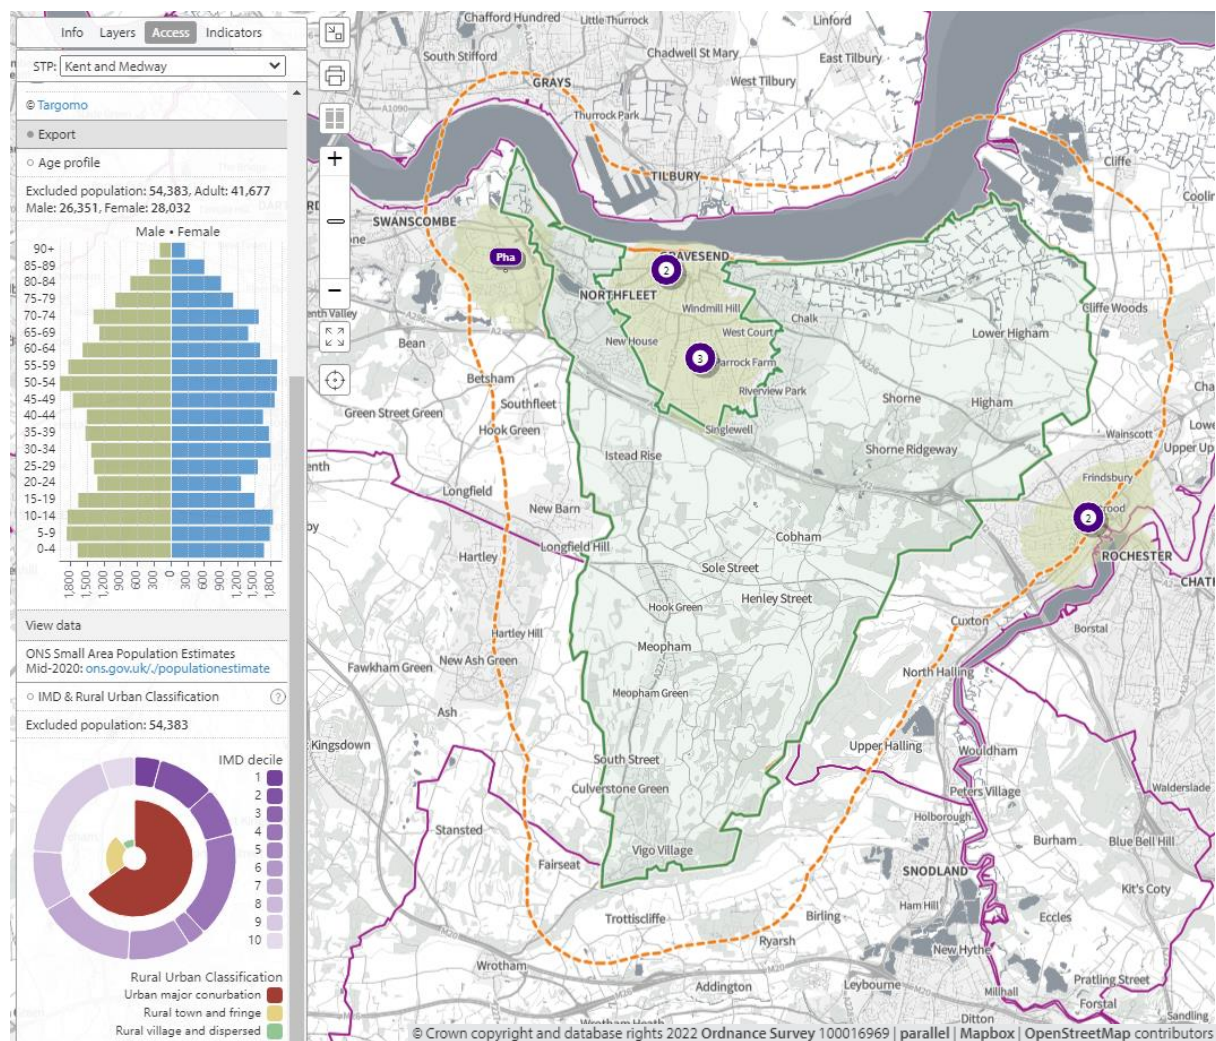 Info Layers Access Indicators
STP: Kent and Medway
© Targomo
Export
Age profile
Excluded population: 54,383, Adult: 41,677
Male: 26,351, Female: 28,032
Male • Female
90+
85-89
80-84
75-79
70-74
65-69
60-64
55-59
50-54
45-49
40-44
35-39
30-34
25-29
20-24
15-19
10-14
5-9
0-4
1,800 1,500 1,200 900 600 300 0 300 600 900 1,200 1,500 1,800
View data
ONS Small Area Population Estimates
Mid-2020: ons.gov.uk/./populationestimate
IMD & Rural Urban Classification ?
Excluded population: 54,383
IMD decile
1
2
3
4
5
6
7
8
9
10
Rural Urban Classification
Urban major conurbation
Rural town and fringe
Rural village and dispersed
+
−
Chafford Hundred
Little Thurrock
Linford
South Stifford
Chadwell St Mary
East Tilbury
GRAYS
West Tilbury
A1090
Thurrock Park
TILBURY
Cliffe
SWANSCOMBE
Pha
2
GRAVESEND
NORTHFLEET
Windmill Hill
Chalk
Cliffe Woods
A2
Bean
New House
West Court
Lower Higham
3
A226
Betsham
Riverview Park
Green Street Green
Southfleet
Shorne
Higham
Hook Green
Singlewell
Wainscott
Istead Rise
Shorne Ridgeway
Upper Up
Longfield
Frindsbury
New Barn
2
Cobham
Hartley
Longfield Hill
ROCHESTER
Sole Street
CHATH
Henley Street
Hook Green
Cuxton
Hartley Hill
Borstal
Meopham
A227
Fawkham Green
New Ash Green
North Halling
Meopham Green
Ash
Kingsdown
Upper Halling
Wouldham
South Street
Culverstone Green
Peters Village
Walderslade
Stansted
Holborough
Burham
Blue Bell Hill
Fairseat
Vigo Village
SNODLAND
Kit's Coty
Ham Hill
Trottiscliffe
Birling
Eccles
M20
Ryarsh
New Hythe
Wrotham
Pratling Street
Addington
Leybourne
Millhall
Forstal
Wrotham Heath
Ditton
Sandling
© Crown copyright and database rights 2022 Ordnance Survey 100016969 | parallel | Mapbox | OpenStreetMap contributors